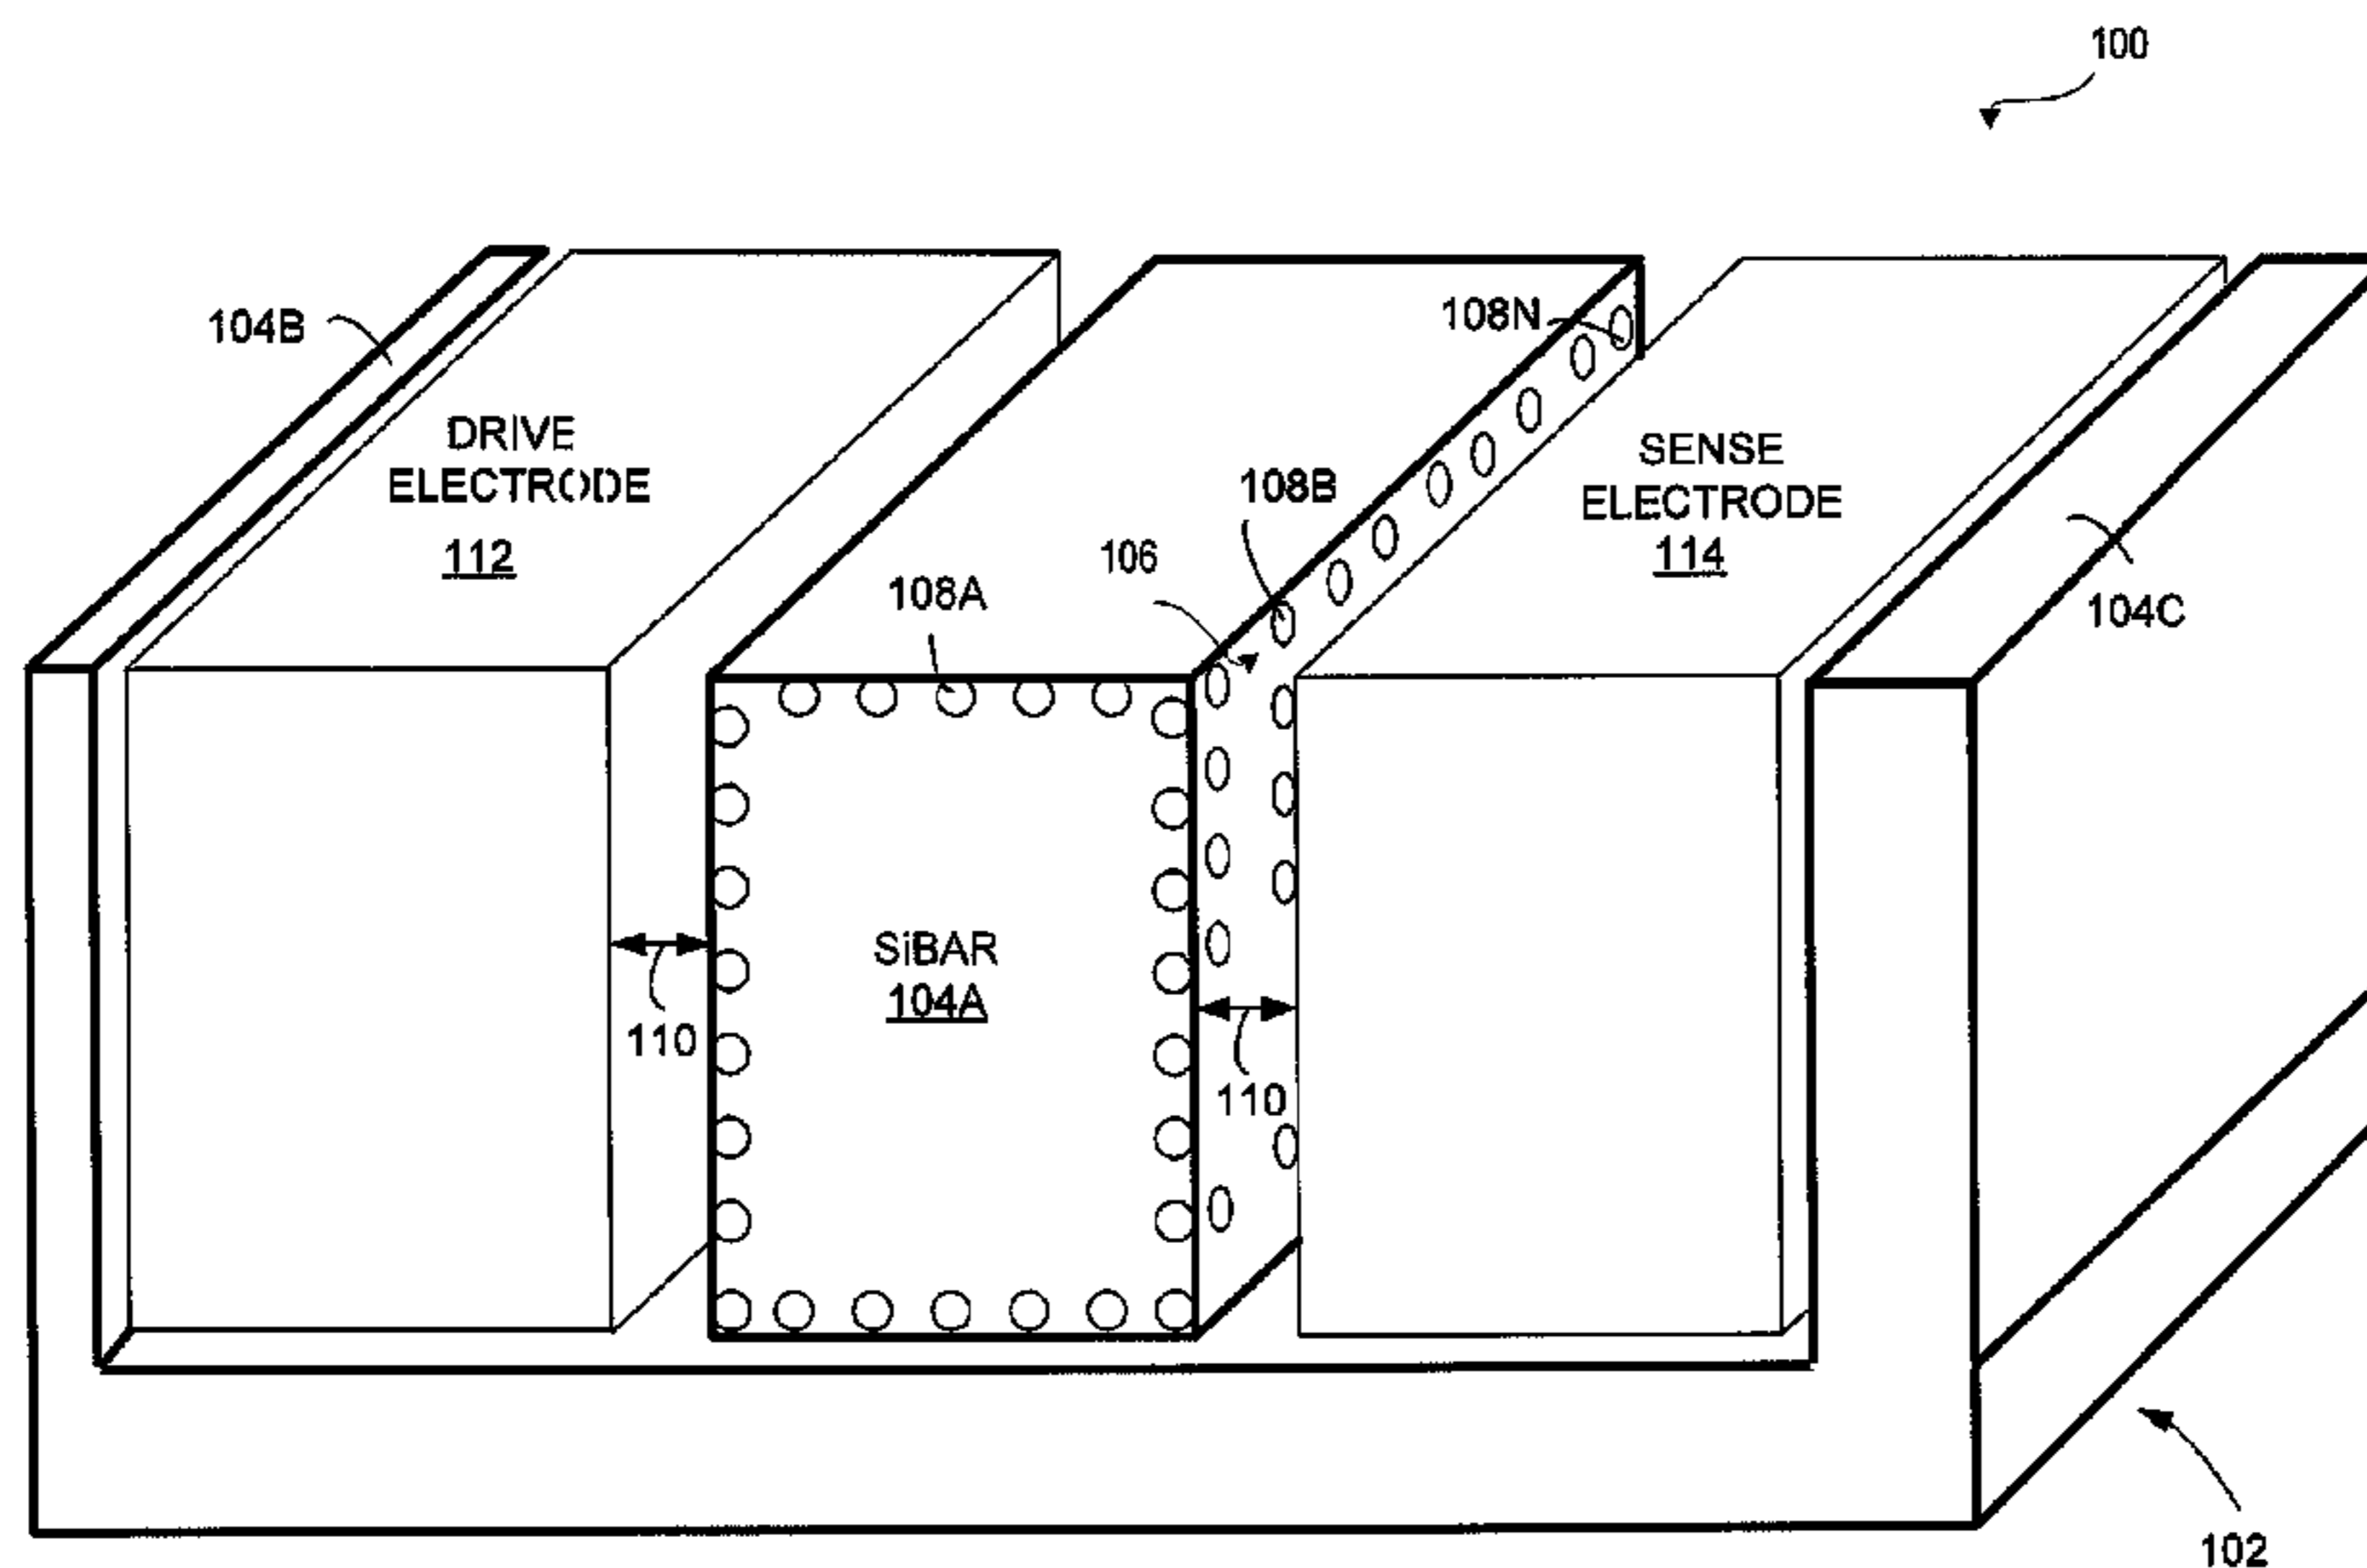 100
104B
108N
DRIVE
ELECTRODE
112
SENSE
ELECTRODE
114
108B
106
108A
104C
SiBAR
104A
110
110
102